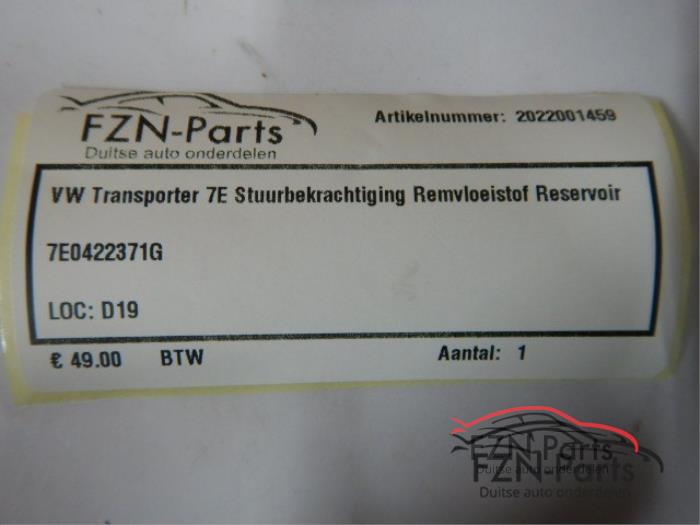 FZN-Parts
Duitse auto onderdelen
Artikelnummer: 2022001459
VW Transporter 7E Stuurbekrachtiging Remvloeistof Reservoir
7E0422371G
LOC: D19
€ 49.00 BTW
Aantal: 1
FZN-Parts
Duitse auto onderdelen
FZN-Parts
Duitse auto onderdelen